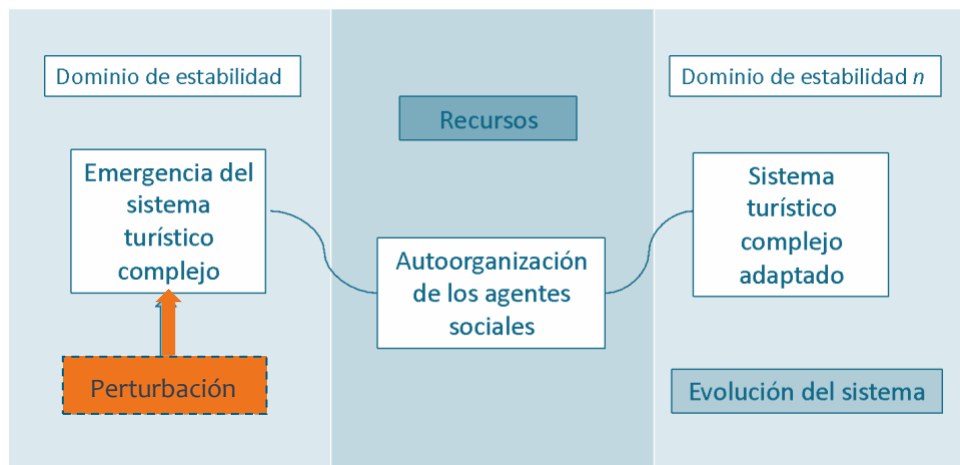 Dominio de estabilidad
Emergencia del
sistema
turístico
complejo
Perturbación
Recursos
Autoorganización
de los agentes
sociales
Dominio de estabilidad n
Sistema
turístico
complejo
adaptado
Evolución del sistema